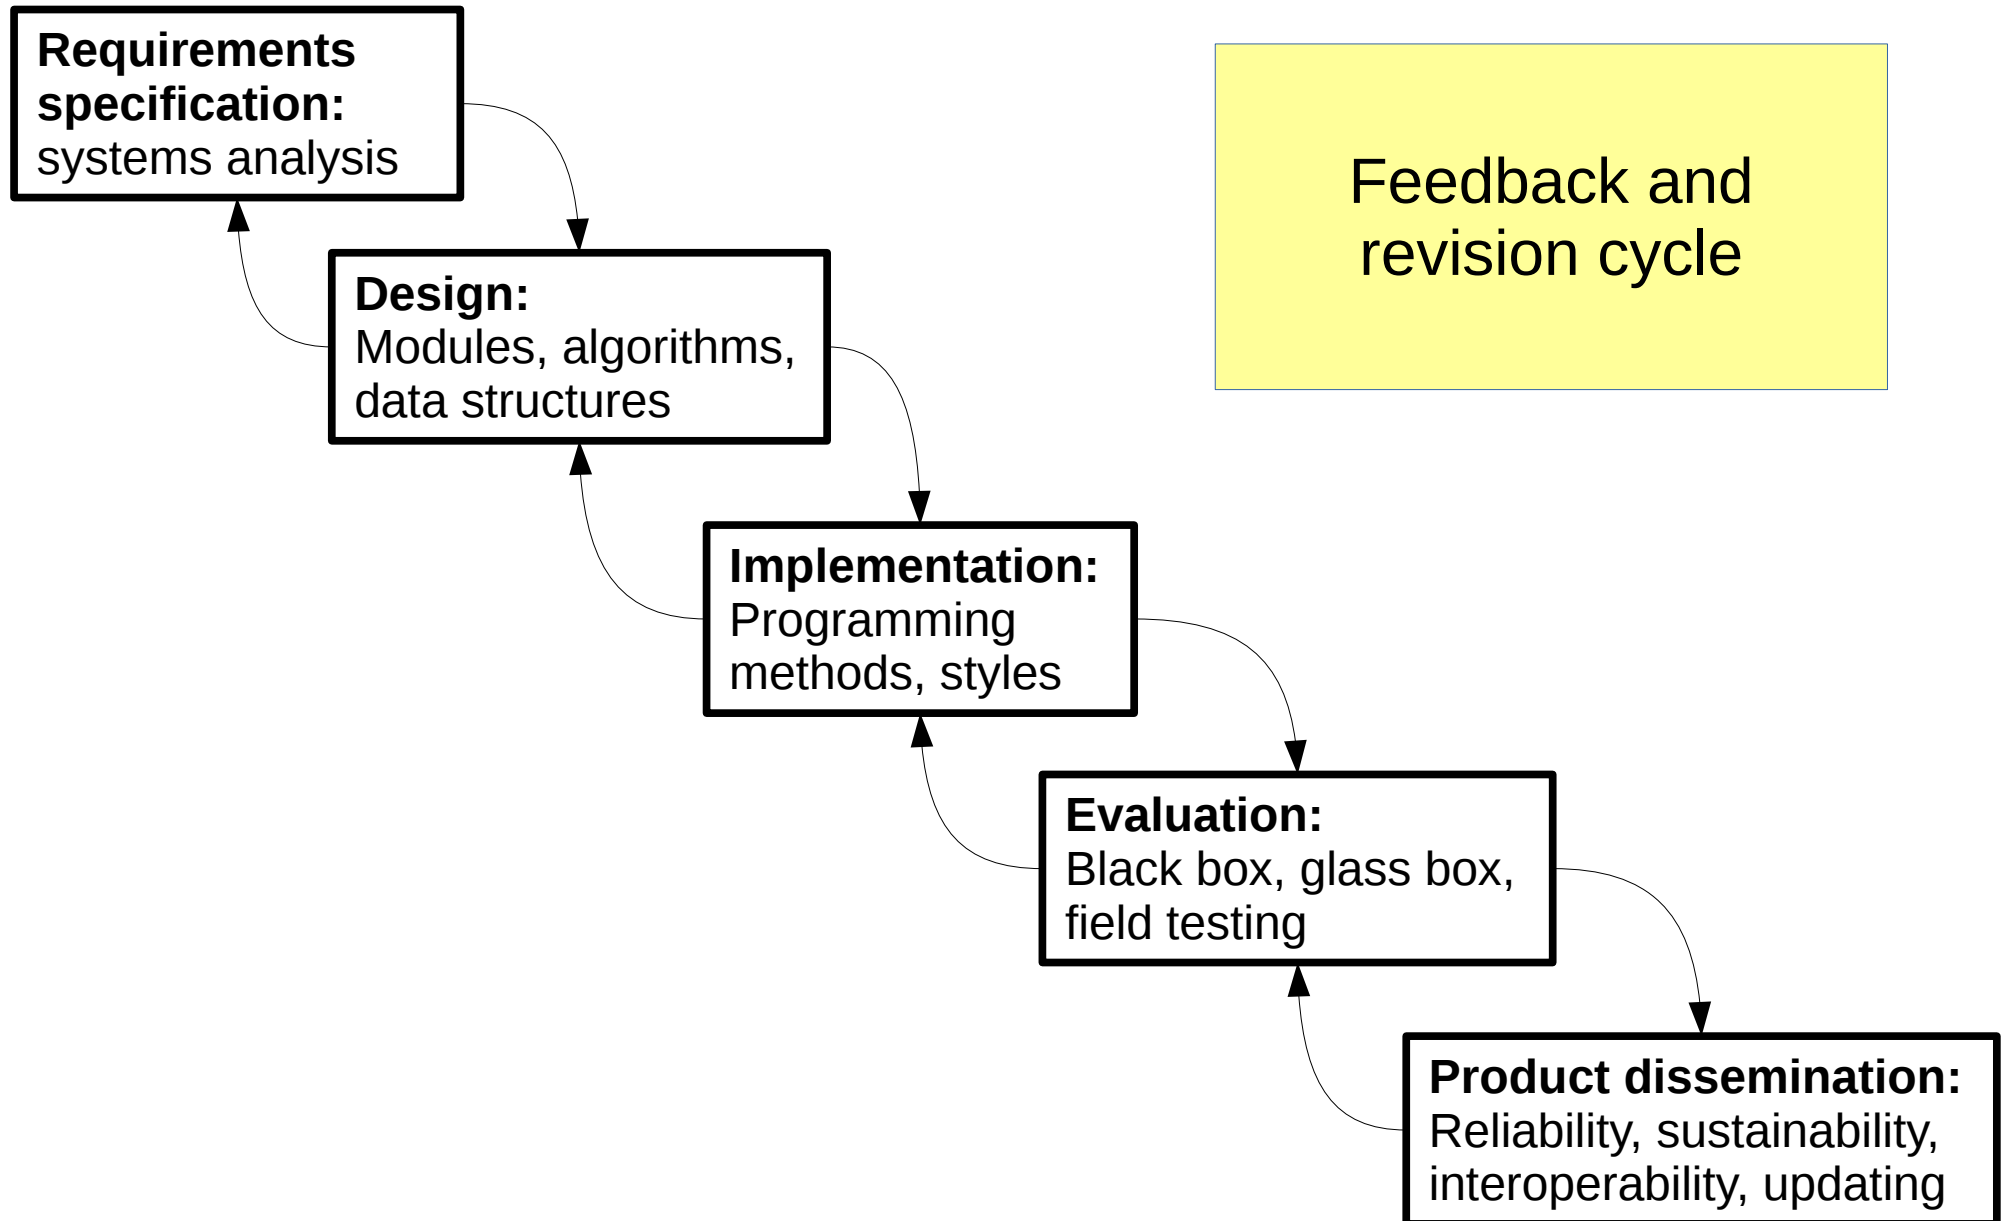 Requirements
specification:
systems analysis
Feedback and
revision cycle
Design:
Modules, algorithms,
data structures
Implementation:
Programming
methods, styles
Evaluation:
Black box, glass box,
field testing
Product dissemination:
Reliability, sustainability,
interoperability, updating